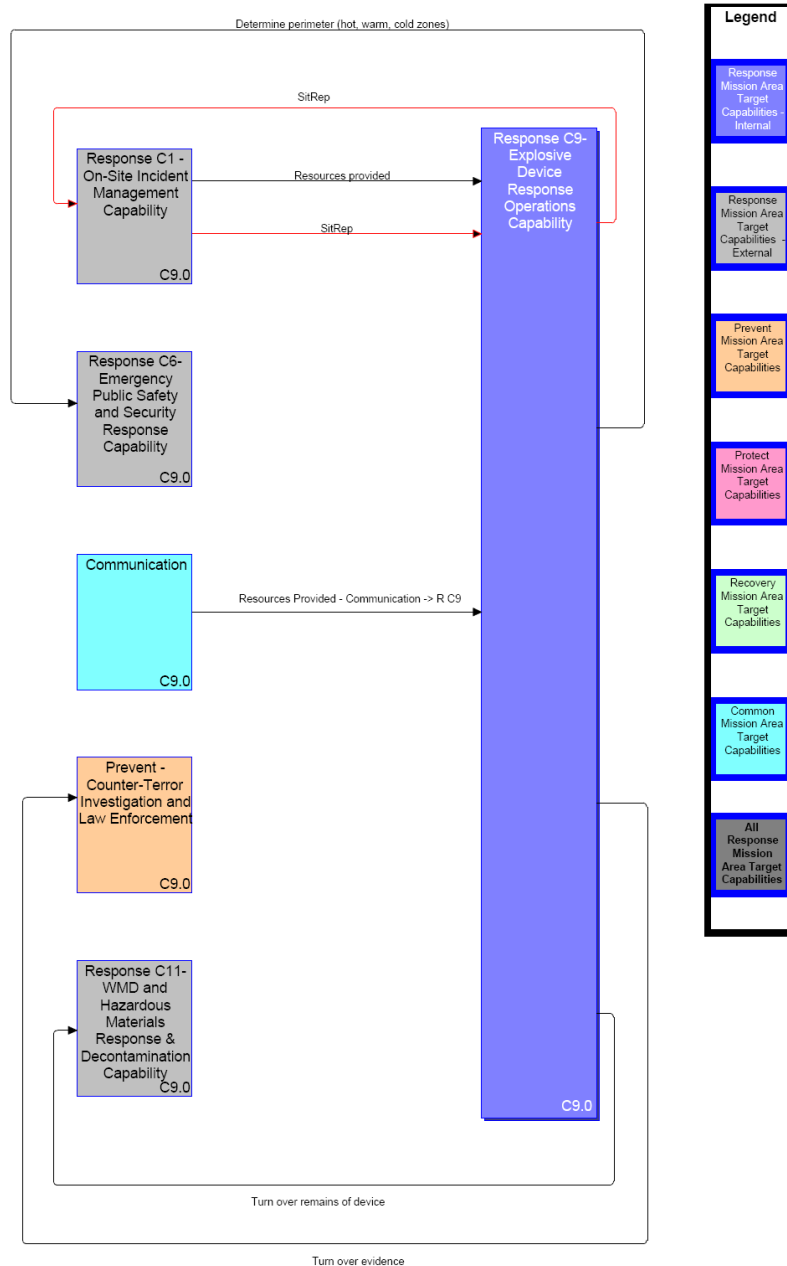 Determine perimeter (hot, warm, cold zones)
SitRep
Response C1 -
On-Site Incident
Management
Capability
C9.0
Resources provided
SitRep
Response C9-
Explosive
Device
Response
Operations
Capability
C9.0
Response C6-
Emergency
Public Safety
and Security
Response
Capability
C9.0
Communication
C9.0
Resources Provided - Communication -> R C9
Prevent -
Counter-Terror
Investigation and
Law Enforcement
C9.0
Response C11-
WMD and
Hazardous
Materials
Response &
Decontamination
Capability
C9.0
Turn over remains of device
Turn over evidence
Legend
Response
Mission Area
Target
Capabilities -
Internal
Response
Mission Area
Target
Capabilities -
External
Prevent
Mission Area
Target
Capabilities
Protect
Mission Area
Target
Capabilities
Recovery
Mission Area
Target
Capabilities
Common
Mission Area
Target
Capabilities
All
Response
Mission
Area Target
Capabilities